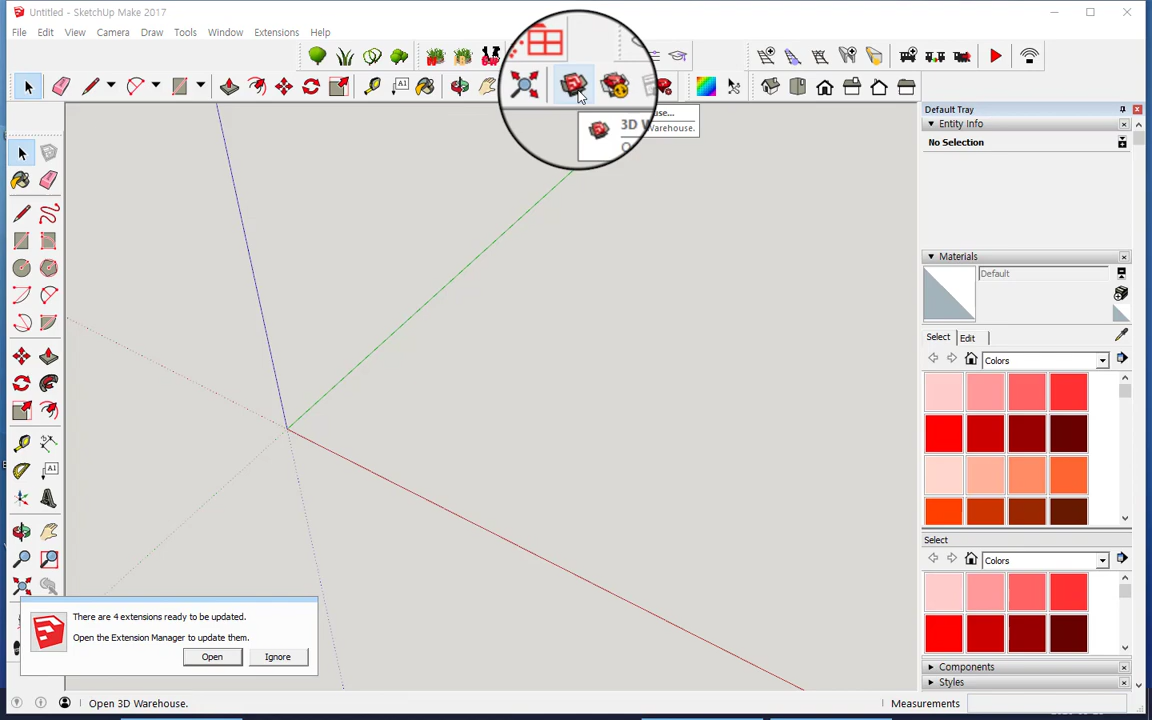 Untitled - SketchUp Make 2017
File Edit View Camera Draw Tools Window Extensions Help
3D
Warehouse.
Default Tray
Entity Info
No Selection
Materials
Default
Select Edit
Colors
Select
Colors
There are 4 extensions ready to be updated.
Open the Extension Manager to update them.
Open Ignore
Components
Styles
Open 3D Warehouse.
Measurements